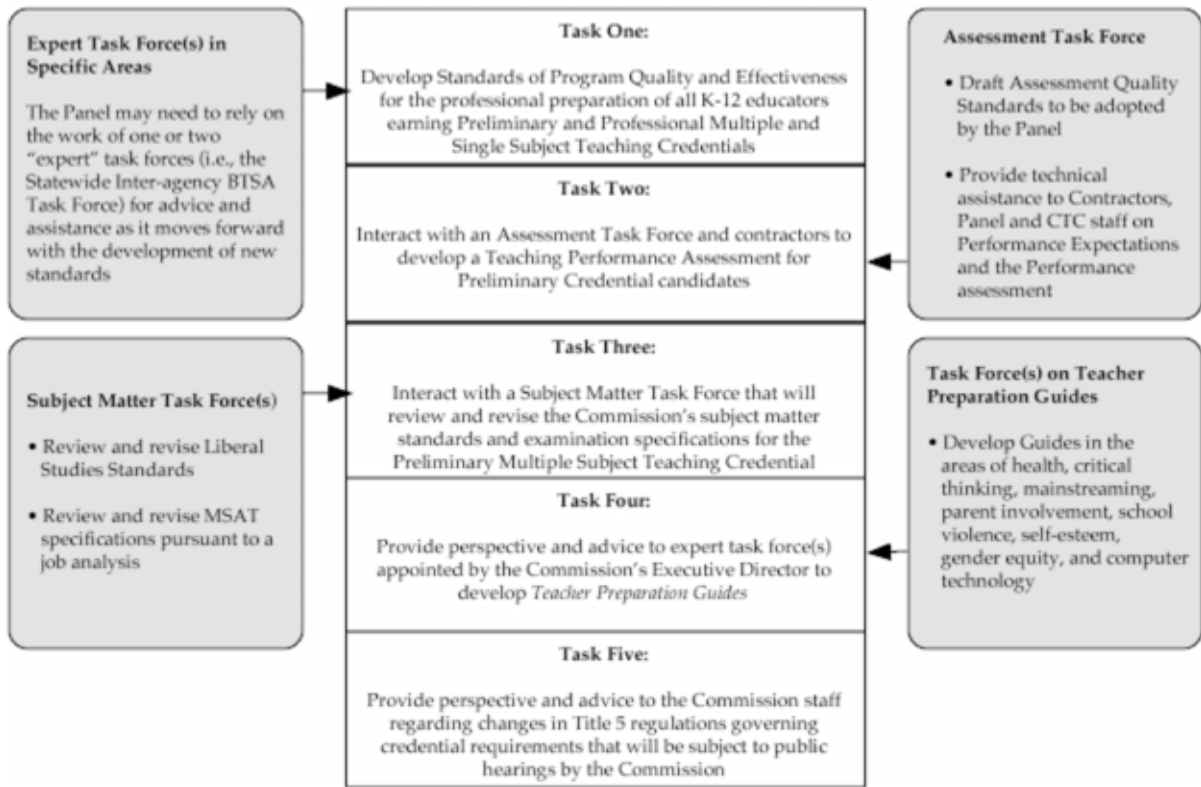 Expert Task Force(s) in
Specific Areas
The Panel may need to rely on
the work of one or two
“expert” task forces (i.e., the
Statewide Inter-agency BTSA
Task Force) for advice and
assistance as it moves forward
with the development of new
standards
Subject Matter Task Force(s)
• Review and revise Liberal
Studies Standards
• Review and revise MSAT
specifications pursuant to a
job analysis
Task One:
Develop Standards of Program Quality and Effectiveness
for the professional preparation of all K-12 educators
earning Preliminary and Professional Multiple and
Single Subject Teaching Credentials
Task Two:
Interact with an Assessment Task Force and contractors to
develop a Teaching Performance Assessment for
Preliminary Credential candidates
Task Three:
Interact with a Subject Matter Task Force that will
review and revise the Commission’s subject matter
standards and examination specifications for the
Preliminary Multiple Subject Teaching Credential
Task Four:
Provide perspective and advice to expert task force(s)
appointed by the Commission’s Executive Director to
develop Teacher Preparation Guides
Task Five:
Provide perspective and advice to the Commission staff
regarding changes in Title 5 regulations governing
credential requirements that will be subject to public
hearings by the Commission
Assessment Task Force
• Draft Assessment Quality
Standards to be adopted
by the Panel
• Provide technical
assistance to Contractors,
Panel and CTC staff on
Performance Expectations
and the Performance
assessment
Task Force(s) on Teacher
Preparation Guides
• Develop Guides in the
areas of health, critical
thinking, mainstreaming,
parent involvement, school
violence, self-esteem,
gender equity, and computer
technology